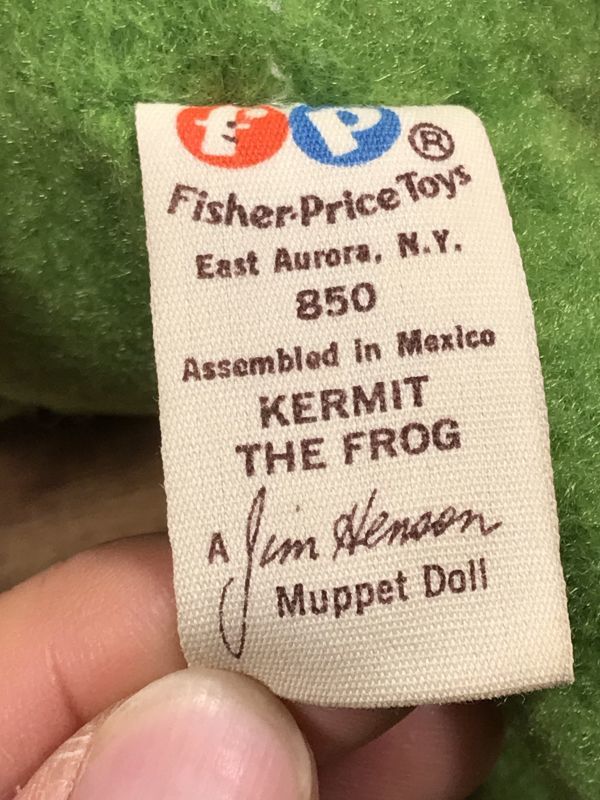 FP ®
Fisher-Price Toys
East Aurora, N.Y.
850
Assembled in Mexico
KERMIT
THE FROG
A Jim Henson
Muppet Doll